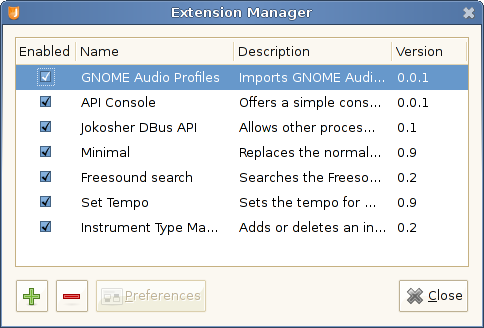 Extension Manager
Enabled Name Description Version
GNOME Audio Profiles Imports GNOME Audi... 0.0.1
API Console Offers a simple cons... 0.0.1
Jokosher DBus API Allows other proces... 0.1
Minimal Replaces the normal... 0.9
Freesound search Searches the Freeso... 0.2
Set Tempo Sets the tempo for ... 0.9
Instrument Type Ma... Adds or deletes an in... 0.2
Preferences Close